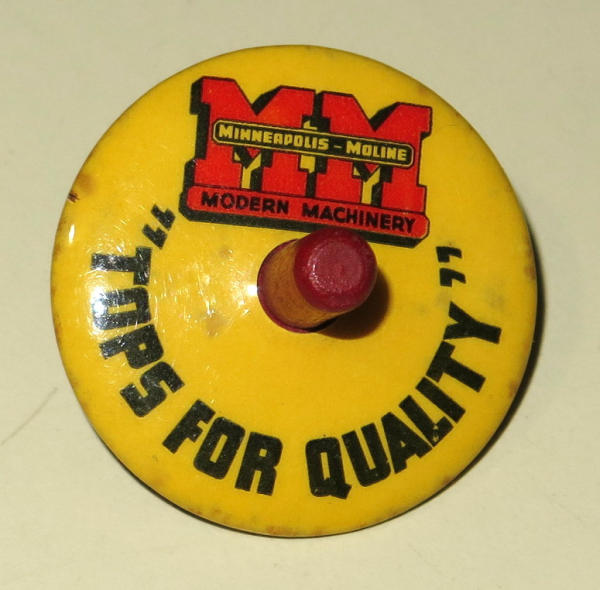 MM
MINNEAPOLIS - MOLINE
MODERN MACHINERY
"TOPS FOR QUALITY"